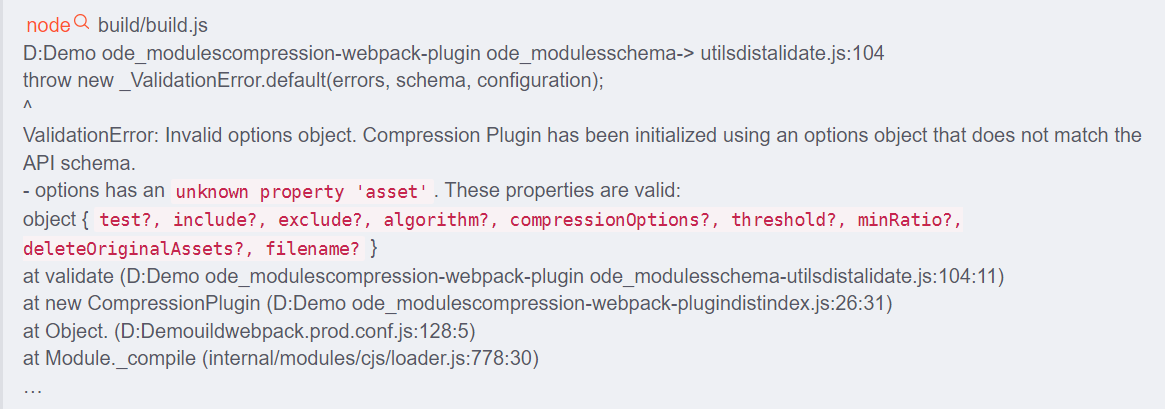 node build/build.js
D:Demo ode_modulescompression-webpack-plugin ode_modulesschema-> utilsdistalidate.js:104
throw new _ValidationError.default(errors, schema, configuration);
^
ValidationError: Invalid options object. Compression Plugin has been initialized using an options object that does not match the
API schema.
- options has an unknown property 'asset' . These properties are valid:
object { test?, include?, exclude?, algorithm?, compressionOptions?, threshold?, minRatio?,
deleteOriginalAssets?, filename? }
at validate (D:Demo ode_modulescompression-webpack-plugin ode_modulesschema-utilsdistalidate.js:104:11)
at new CompressionPlugin (D:Demo ode_modulescompression-webpack-plugindistindex.js:26:31)
at Object. (D:Demouildwebpack.prod.conf.js:128:5)
at Module._compile (internal/modules/cjs/loader.js:778:30)
…